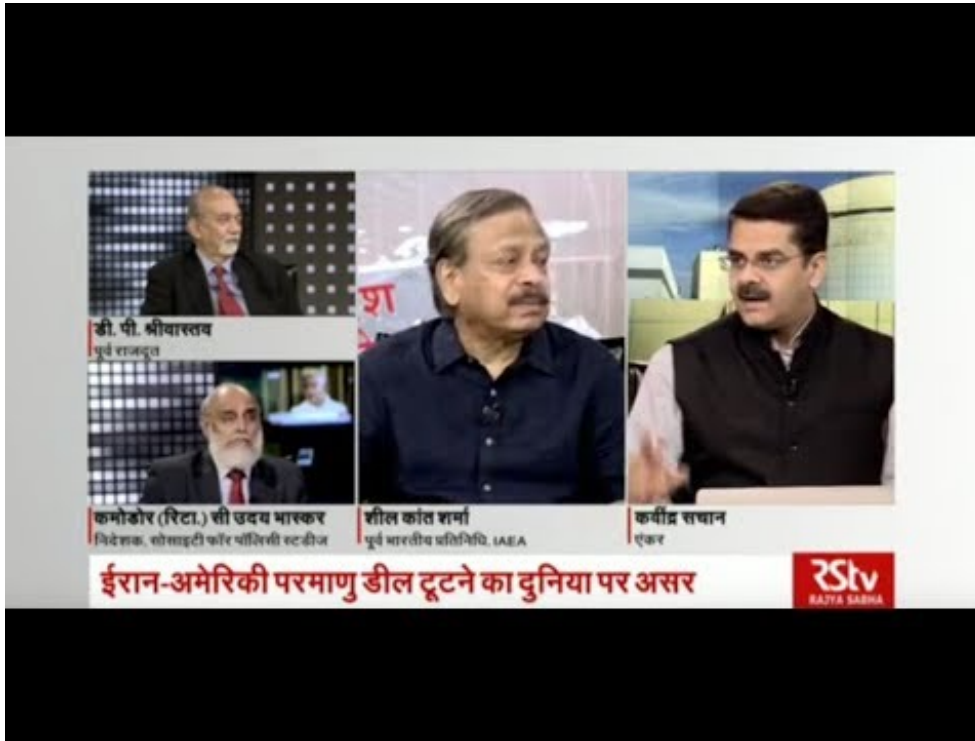 डी. पी. श्रीवास्तव
पूर्व राजदूत
श
कमोडोर (रिटा.) सी उदय भास्कर
निदेशक, सोसाइटी फॉर पॉलिसी स्टडीज
शील कांत शर्मा
पूर्व भारतीय प्रतिनिधि, IAEA
कवींद्र सचान
एंकर
ईरान-अमेरिकी परमाणु डील टूटने का दुनिया पर असर
RStv
RAJYA SABHA